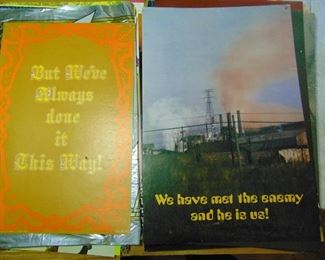 But We've
Always
done
it
This Way!
We have met the enemy
and he is us!